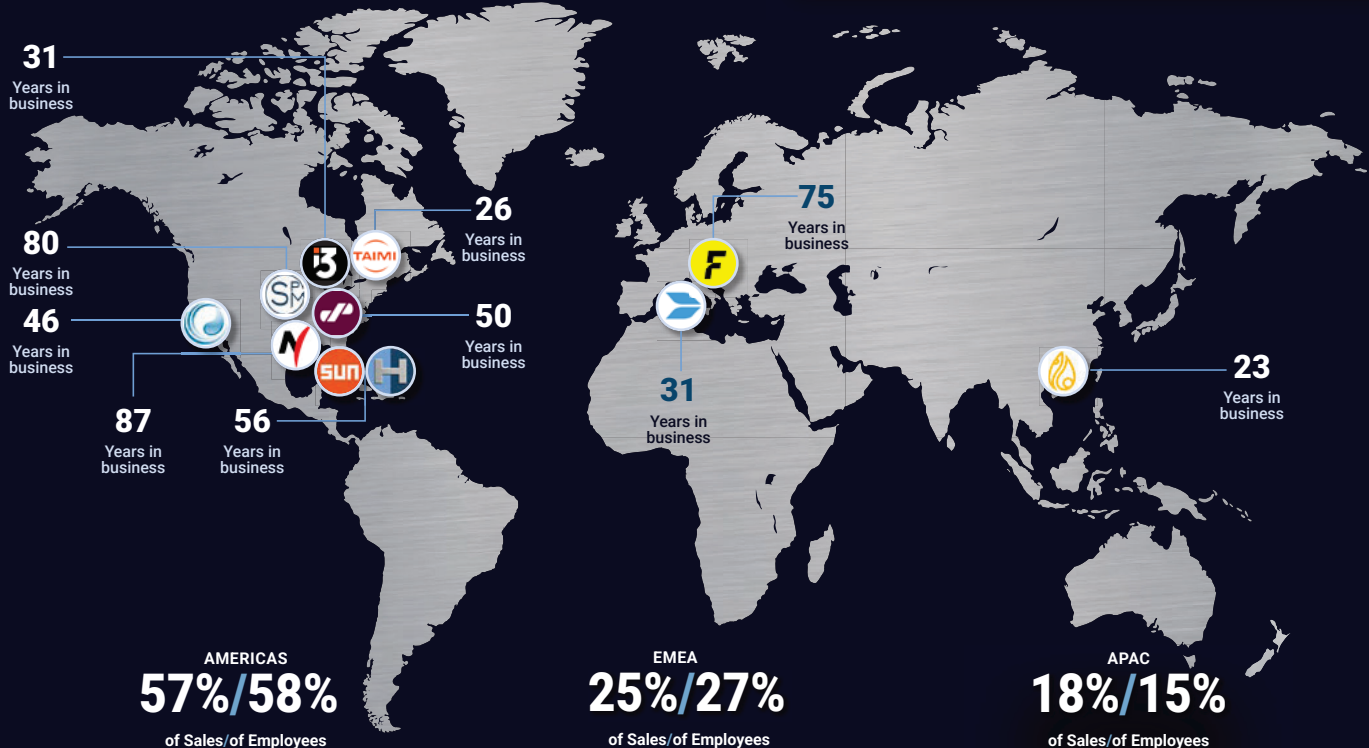 31
Years in
business
26
Years in
business
80
Years in
business
46
Years in
business
87
Years in
business
56
Years in
business
50
Years in
business
i3
TAIMI
SPM
N
sun
H
75
Years in
business
F
31
Years in
business
23
Years in
business
AMERICAS
57%/58%
of Sales/of Employees
EMEA
25%/27%
of Sales/of Employees
APAC
18%/15%
of Sales/of Employees